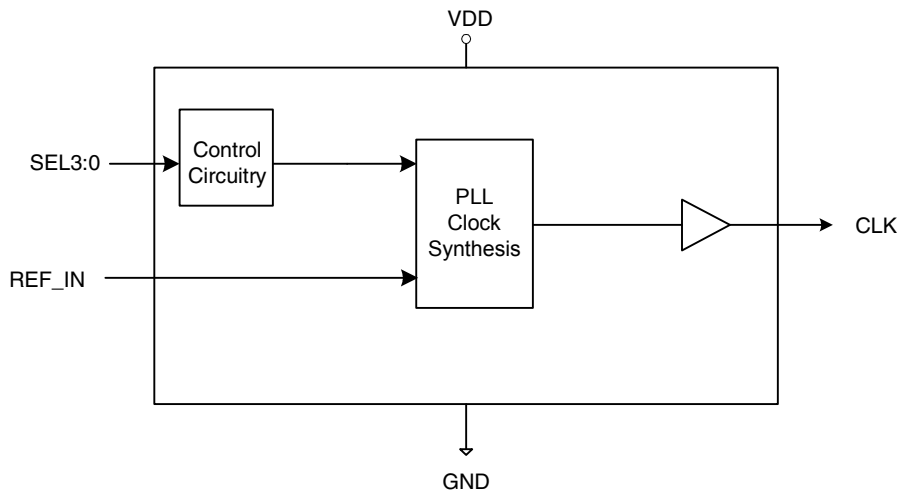 VDD
SEL3:0
Control
Circuitry
PLL
Clock
Synthesis
CLK
REF_IN
GND